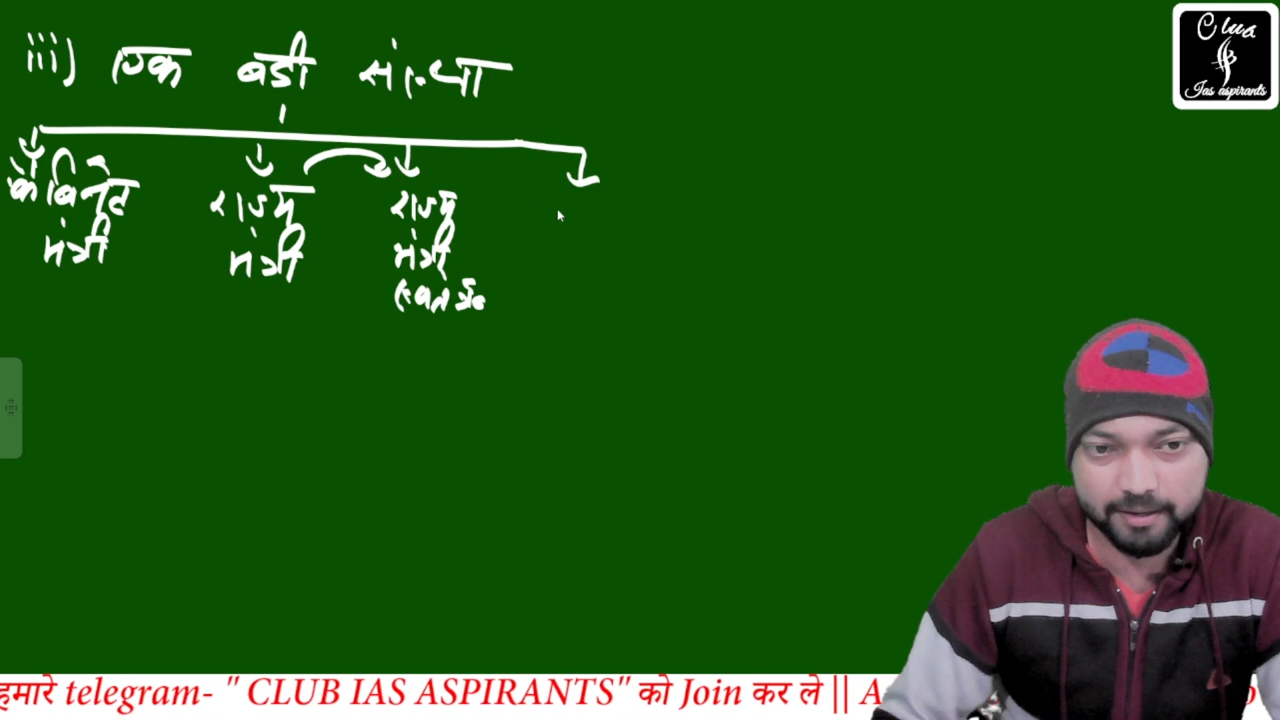 iii) एक बडी संस्था
कैबिनेट राज्य राज्य
मंत्री मंत्री मंत्री
स्वतंत्र
Club
Ias aspirants
हमारे telegram- " CLUB IAS ASPIRANTS" को Join कर ले || A